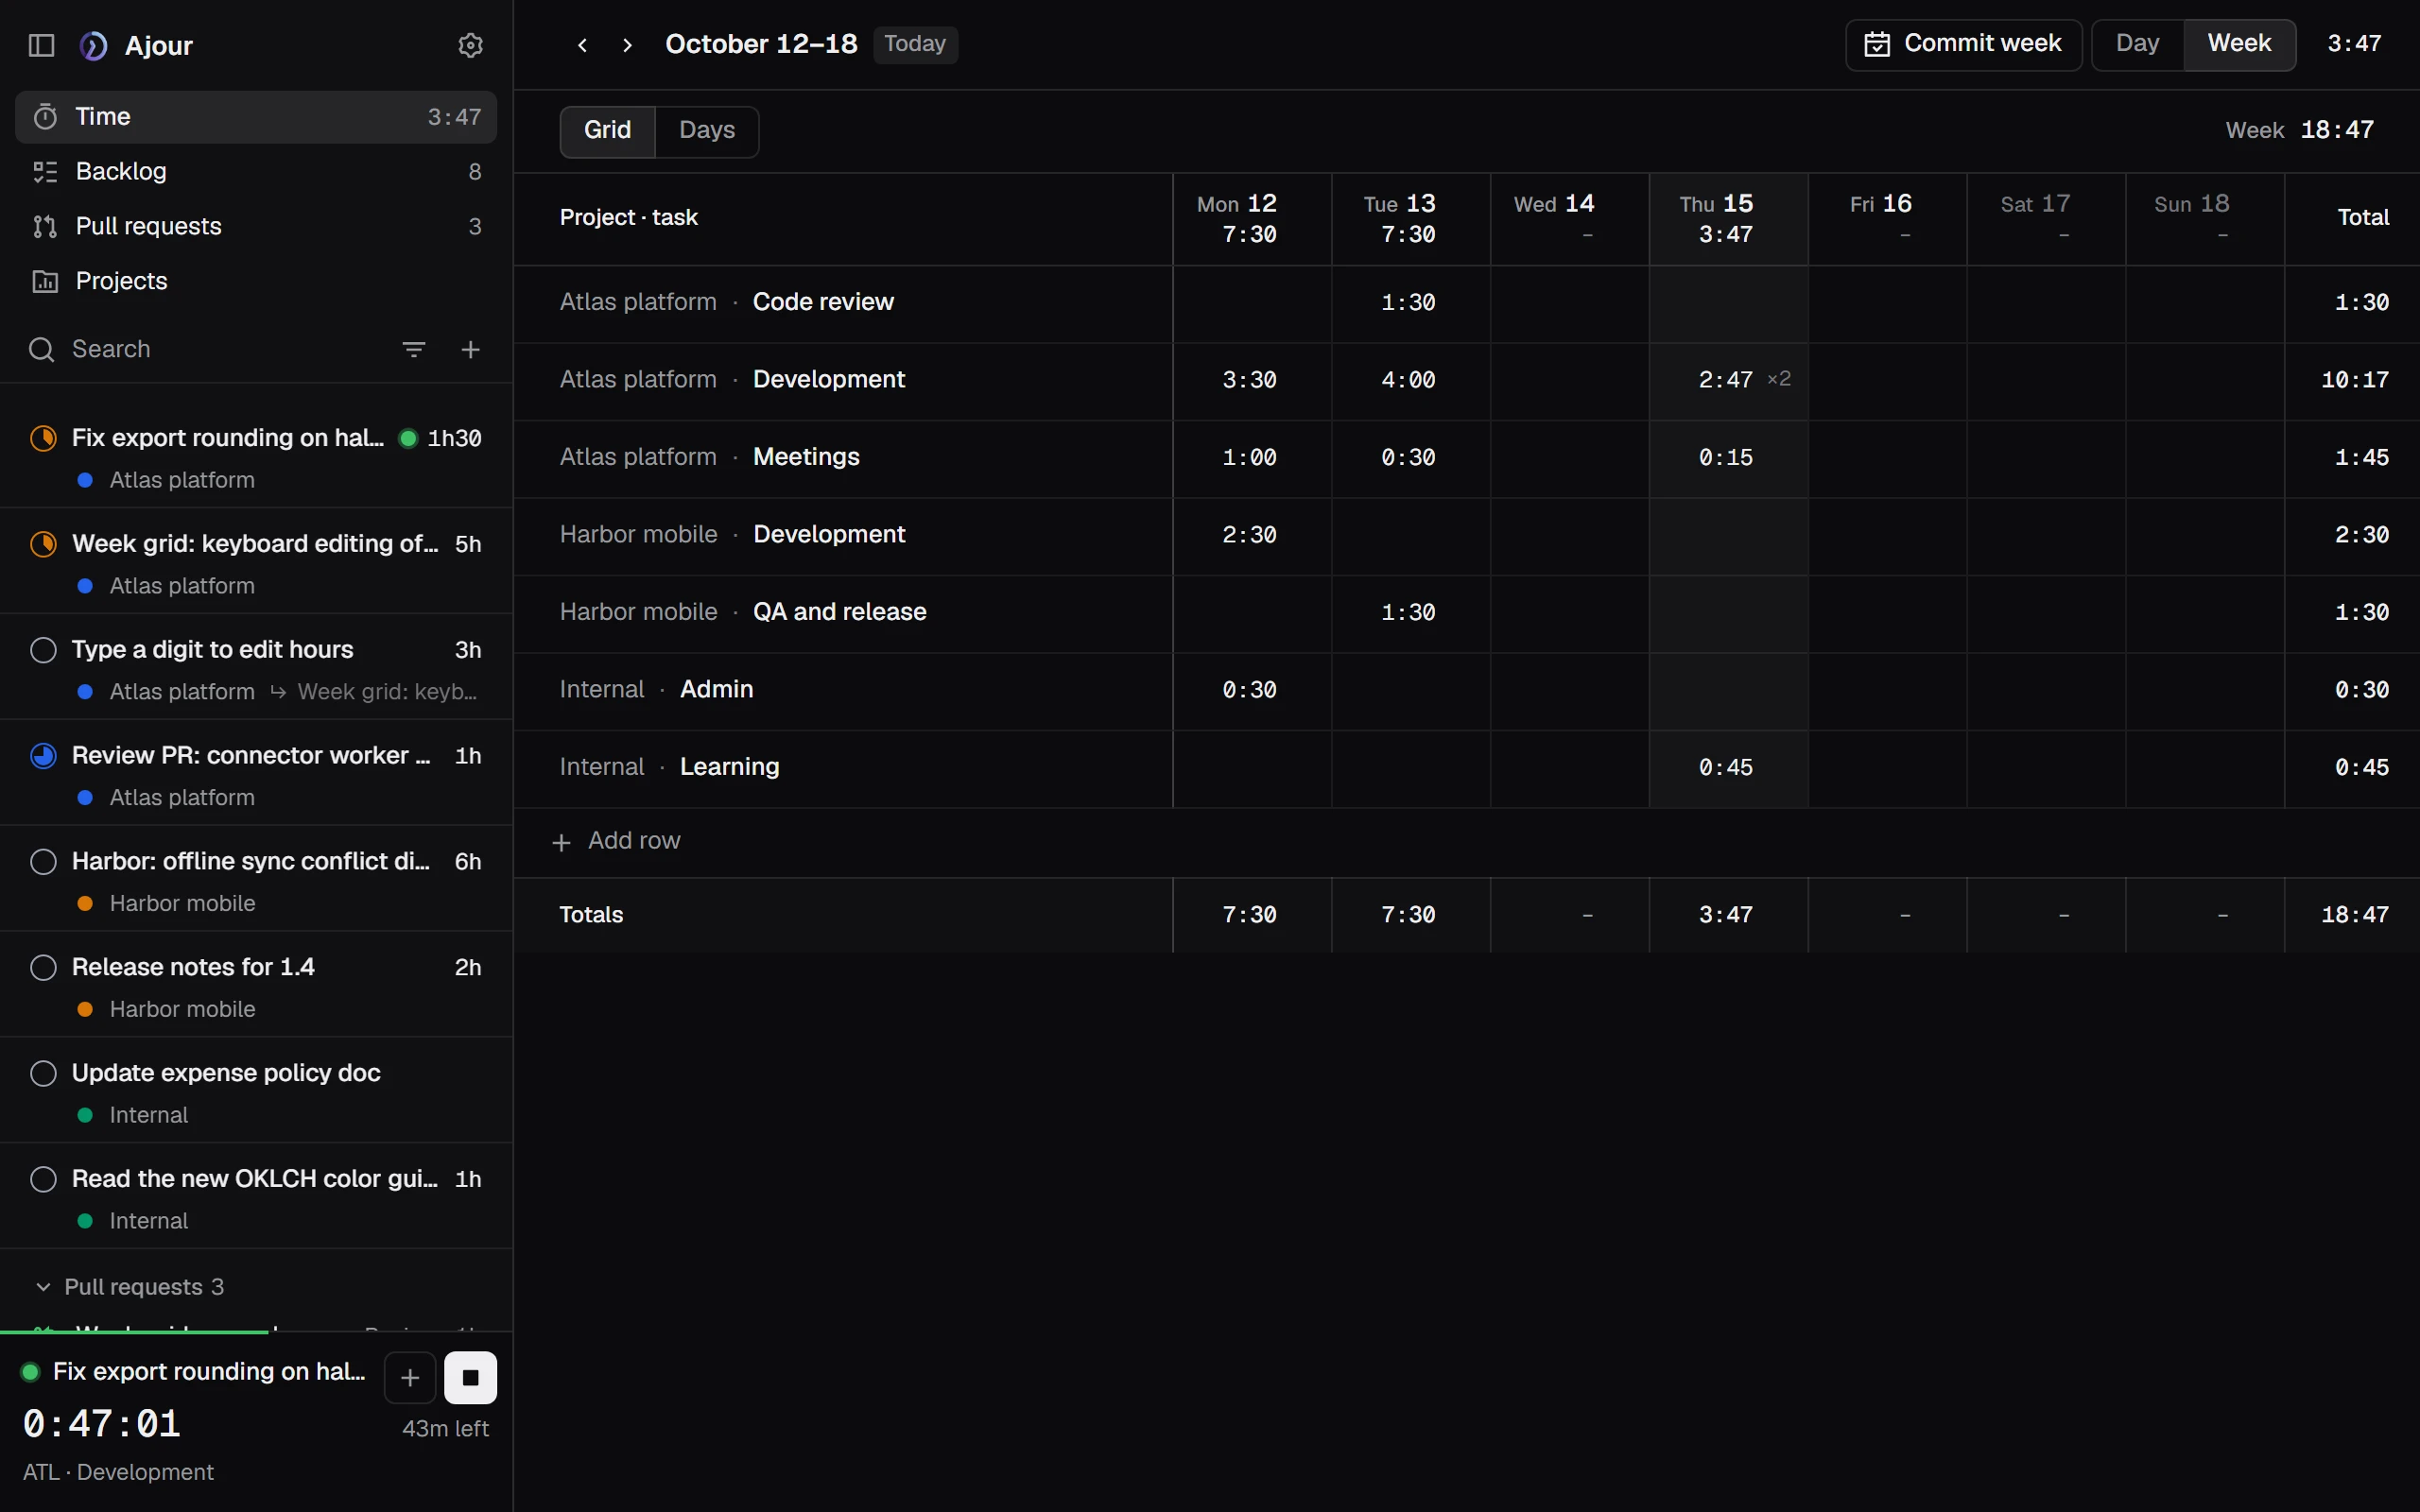 Ajour
Time 3:47
Backlog 8
Pull requests 3
Projects
Search
Fix export rounding on hal... 1h30
Atlas platform
Week grid: keyboard editing of... 5h
Atlas platform
Type a digit to edit hours 3h
Atlas platform ↳ Week grid: keyb...
Review PR: connector worker ... 1h
Atlas platform
Harbor: offline sync conflict di... 6h
Harbor mobile
Release notes for 1.4 2h
Harbor mobile
Update expense policy doc
Internal
Read the new OKLCH color gui... 1h
Internal
Pull requests 3
Fix export rounding on hal...
0:47:01 43m left
ATL · Development
October 12–18 Today Commit week Day Week 3:47
Grid Days Week 18:47
Project · task Mon 12 Tue 13 Wed 14 Thu 15 Fri 16 Sat 17 Sun 18 Total
7:30 7:30 – 3:47 – – –
Atlas platform · Code review 1:30 1:30
Atlas platform · Development 3:30 4:00 2:47 ×2 10:17
Atlas platform · Meetings 1:00 0:30 0:15 1:45
Harbor mobile · Development 2:30 2:30
Harbor mobile · QA and release 1:30 1:30
Internal · Admin 0:30 0:30
Internal · Learning 0:45 0:45
Add row
Totals 7:30 7:30 – 3:47 – – – 18:47